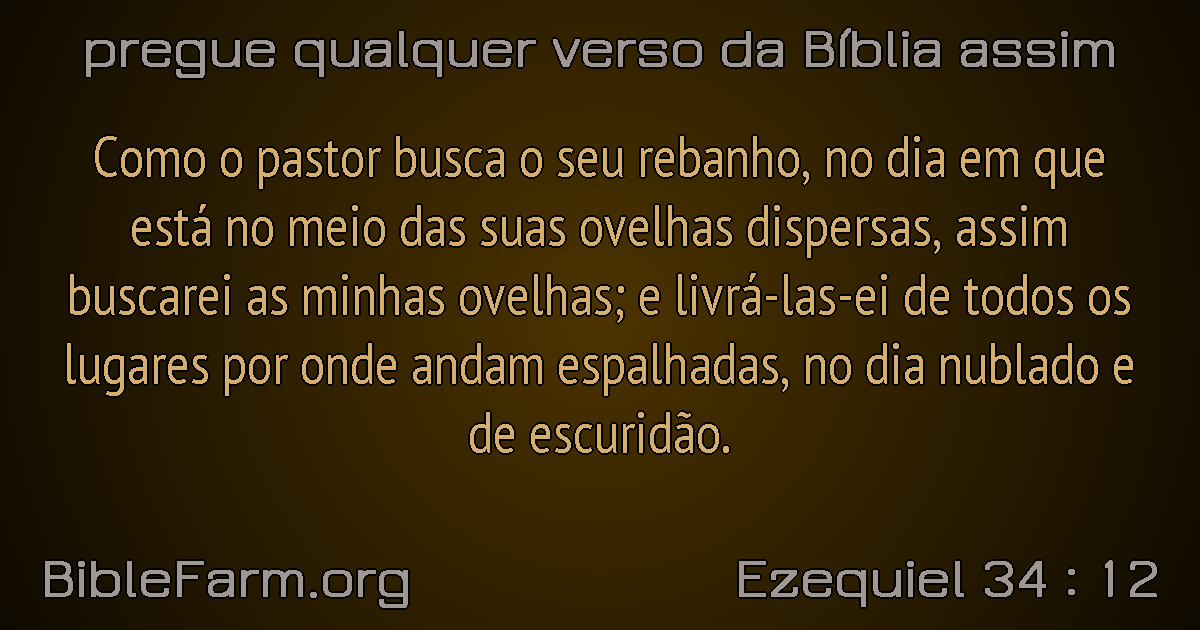 pregue qualquer verso da Bíblia assim
Como o pastor busca o seu rebanho, no dia em que
está no meio das suas ovelhas dispersas, assim
buscarei as minhas ovelhas; e livrá-las-ei de todos os
lugares por onde andam espalhadas, no dia nublado e
de escuridão.
BibleFarm.org
Ezequiel 34 : 12